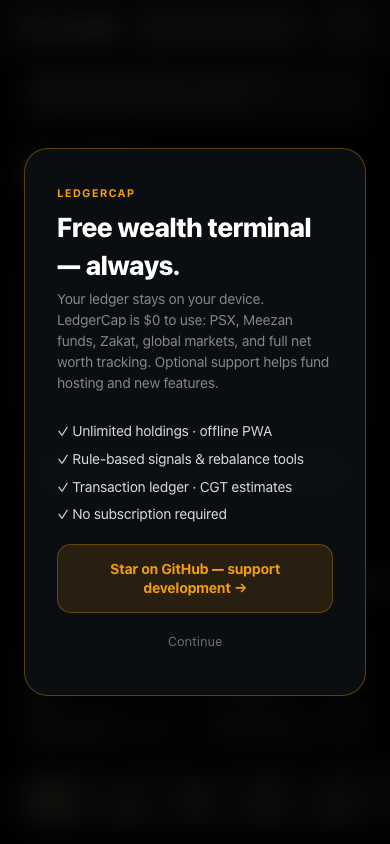 LEDGERCAP
Free wealth terminal
— always.
Your ledger stays on your device.
LedgerCap is $0 to use: PSX, Meezan
funds, Zakat, global markets, and full net
worth tracking. Optional support helps fund
hosting and new features.
✓ Unlimited holdings · offline PWA
✓ Rule-based signals & rebalance tools
✓ Transaction ledger · CGT estimates
✓ No subscription required
Star on GitHub — support
development →
Continue